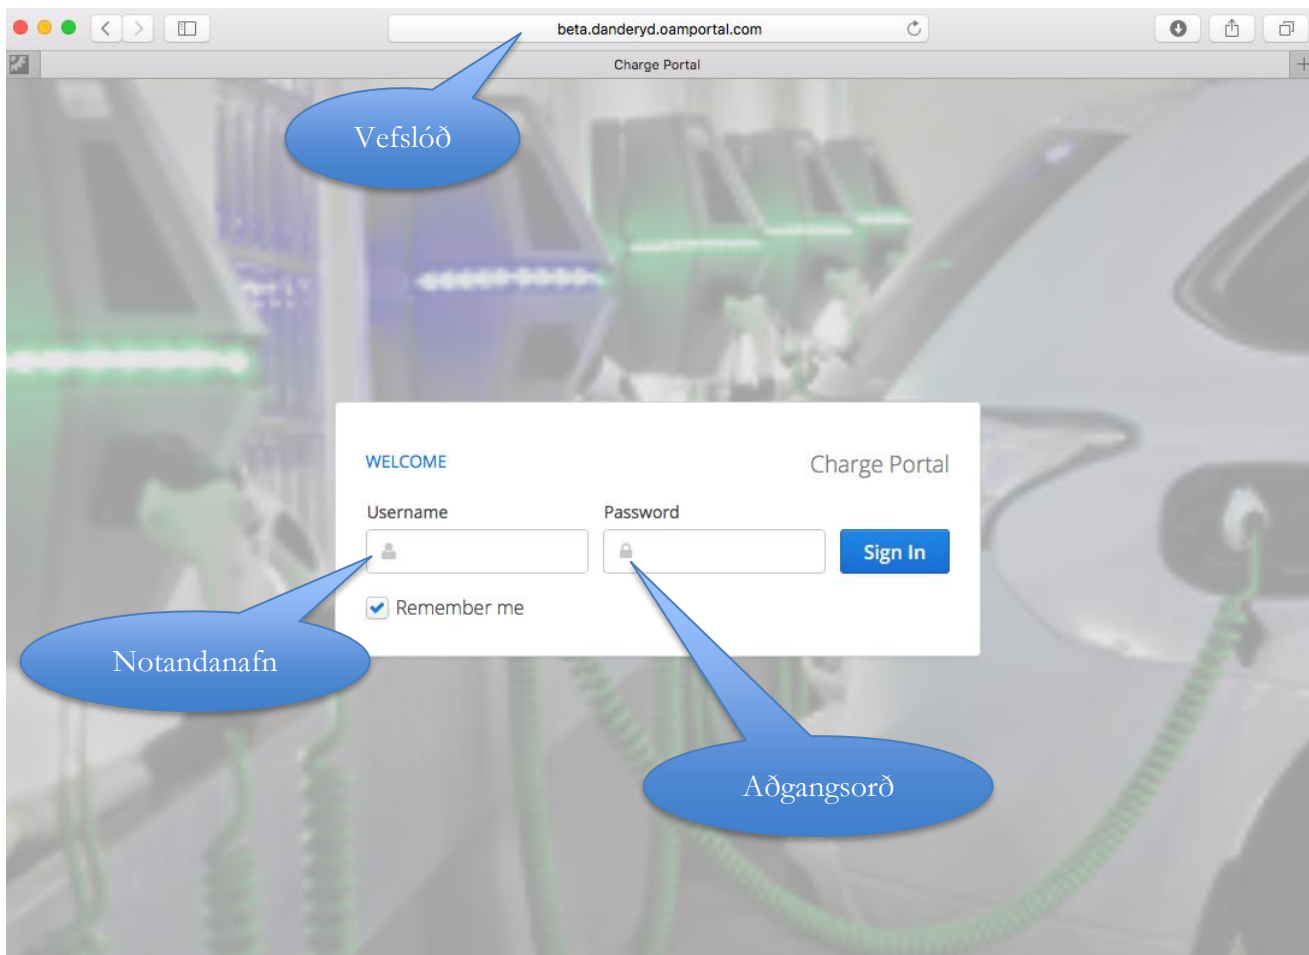 beta.danderyd.oamportal.com
Charge Portal
Vefslóð
WELCOME
Charge Portal
Username
Password
Sign In
Remember me
Notandanafn
Aðgangsorð